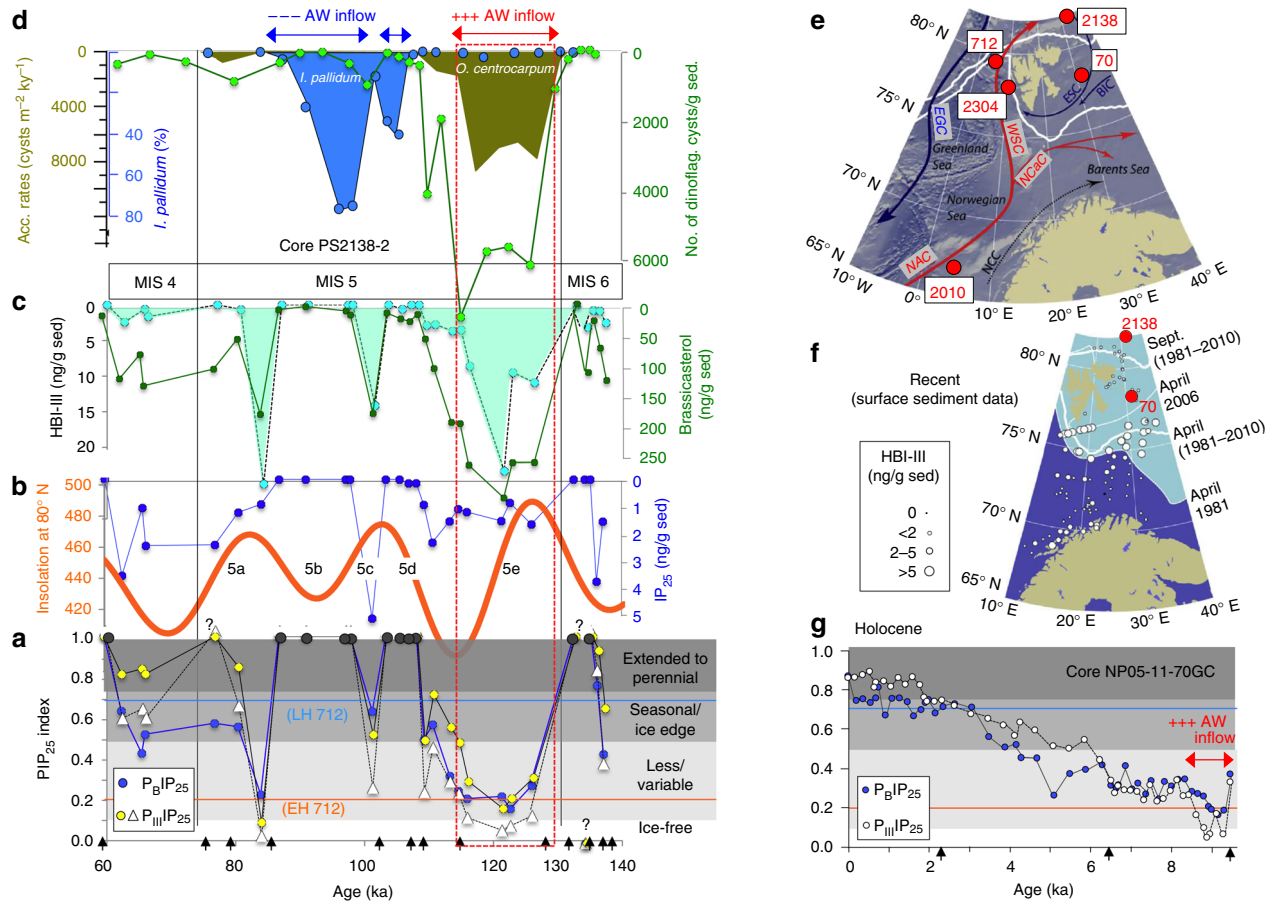 d
--- AW inflow
+++ AW inflow
0
4000
8000
Acc. rates (cysts m⁻² ky⁻¹)
40
60
80
I. pallidum (%)
I. pallidum
O. centrocarpum
0
2000
4000
6000
No. of dinoflag. cysts/g sed.
Core PS2138-2
MIS 4
MIS 5
MIS 6
c
0
5
10
15
20
HBI-III (ng/g sed)
0
50
100
150
200
250
Brassicasterol
(ng/g sed)
b
500
480
460
440
420
Insolation at 80° N
0
1
2
3
4
5
IP25 (ng/g sed)
5a
5b
5c
5d
5e
a
1.0
0.8
0.6
0.4
0.2
0.0
PIP25 index
?
?
?
Extended to
perennial
(LH 712)
Seasonal/
ice edge
Less/
variable
(EH 712)
Ice-free
PBIP25
PIIIIP25
60
80
100
120
130
140
Age (ka)
e
80° N
75° N
70° N
65° N
10° W
0°
10° E
20° E
30° E
40° E
2138
712
70
2304
2010
EGC
WSC
ESC
BIC
NCaC
NAC
NCC
Greenland-
Sea
Norwegian
Sea
Barents Sea
f
2138
70
80° N
75° N
70° N
65° N
10° E
20° E
30° E
40° E
Sept.
(1981–2010)
April
2006
April
(1981–2010)
April
1981
Recent
(surface sediment data)
HBI-III
(ng/g sed)
0
<2
2–5
>5
g
Holocene
Core NP05-11-70GC
+++ AW
inflow
1.0
0.8
0.6
0.4
0.2
0.0
PBIP25
PIIIIP25
0
2
4
6
8
Age (ka)